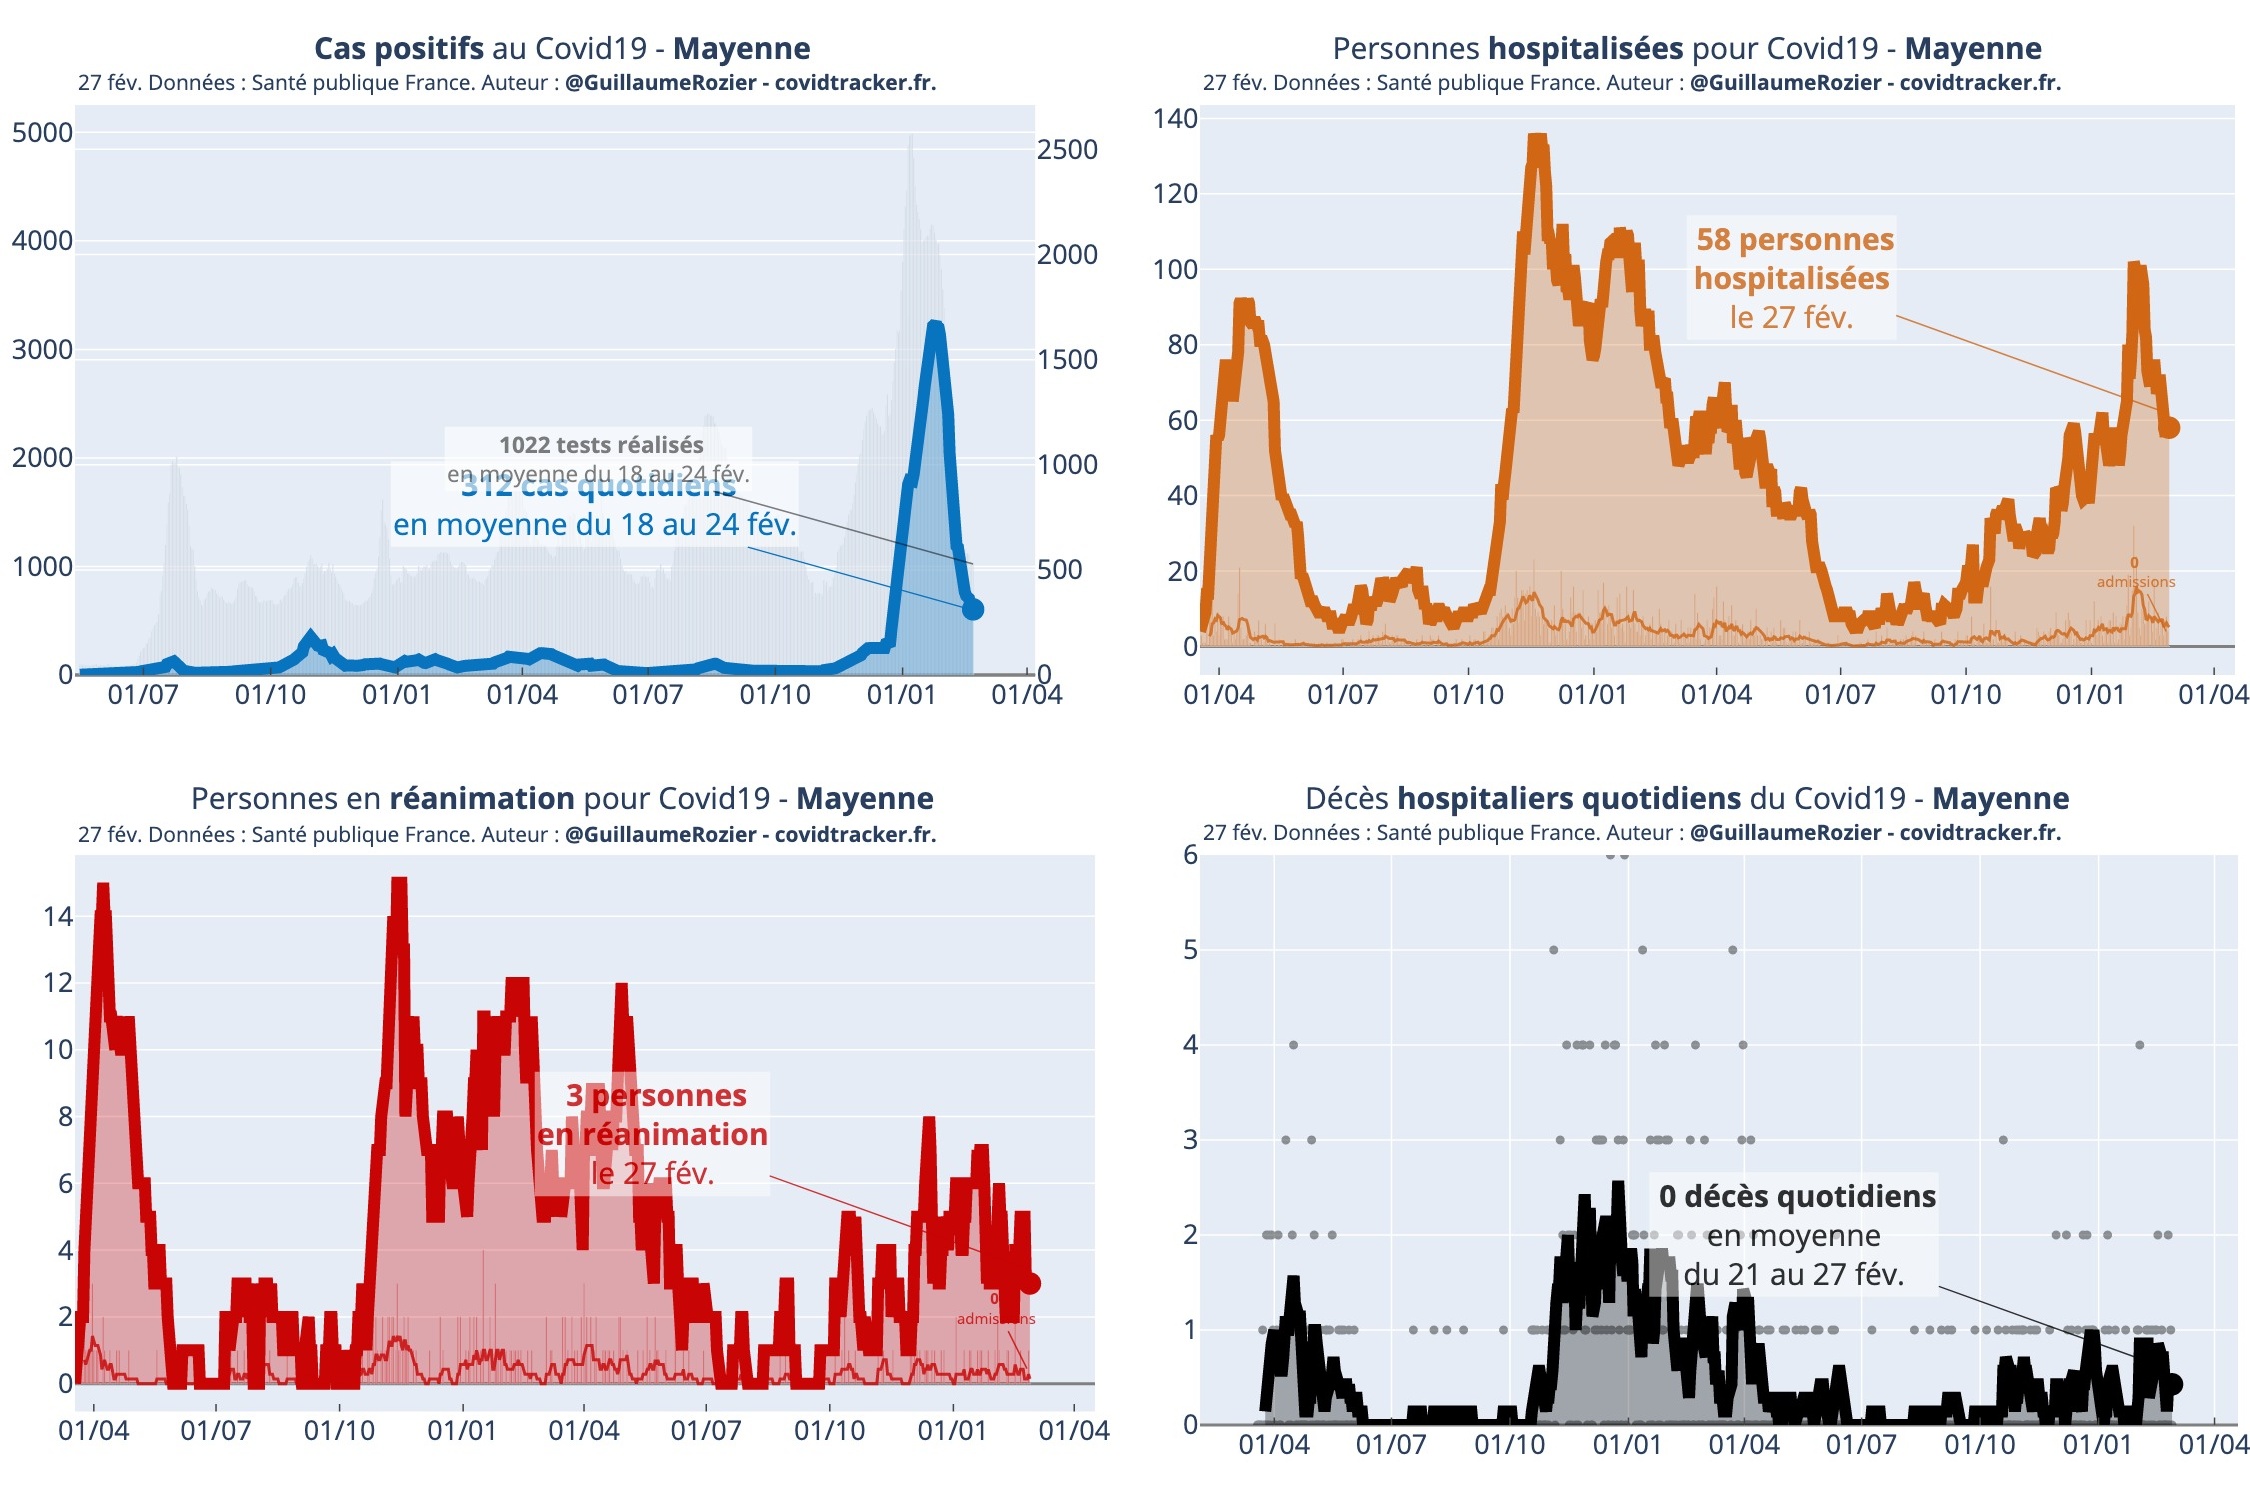 Cas positifs au Covid19 - Mayenne
27 fév. Données : Santé publique France. Auteur : @GuillaumeRozier - covidtracker.fr.
5000
4000
3000
2000
1000
0
2500
2000
1500
1000
500
0
1022 tests réalisés
en moyenne du 18 au 24 fév.
312 cas quotidiens
en moyenne du 18 au 24 fév.
01/07 01/10 01/01 01/04 01/07 01/10 01/01 01/04
Personnes hospitalisées pour Covid19 - Mayenne
27 fév. Données : Santé publique France. Auteur : @GuillaumeRozier - covidtracker.fr.
140
120
100
80
60
40
20
0
58 personnes
hospitalisées
le 27 fév.
0
admissions
01/04 01/07 01/10 01/01 01/04 01/07 01/10 01/01 01/04
Personnes en réanimation pour Covid19 - Mayenne
27 fév. Données : Santé publique France. Auteur : @GuillaumeRozier - covidtracker.fr.
14
12
10
8
6
4
2
0
3 personnes
en réanimation
le 27 fév.
0
admissions
01/04 01/07 01/10 01/01 01/04 01/07 01/10 01/01 01/04
Décès hospitaliers quotidiens du Covid19 - Mayenne
27 fév. Données : Santé publique France. Auteur : @GuillaumeRozier - covidtracker.fr.
6
5
4
3
2
1
0
0 décès quotidiens
en moyenne
du 21 au 27 fév.
01/04 01/07 01/10 01/01 01/04 01/07 01/10 01/01 01/04